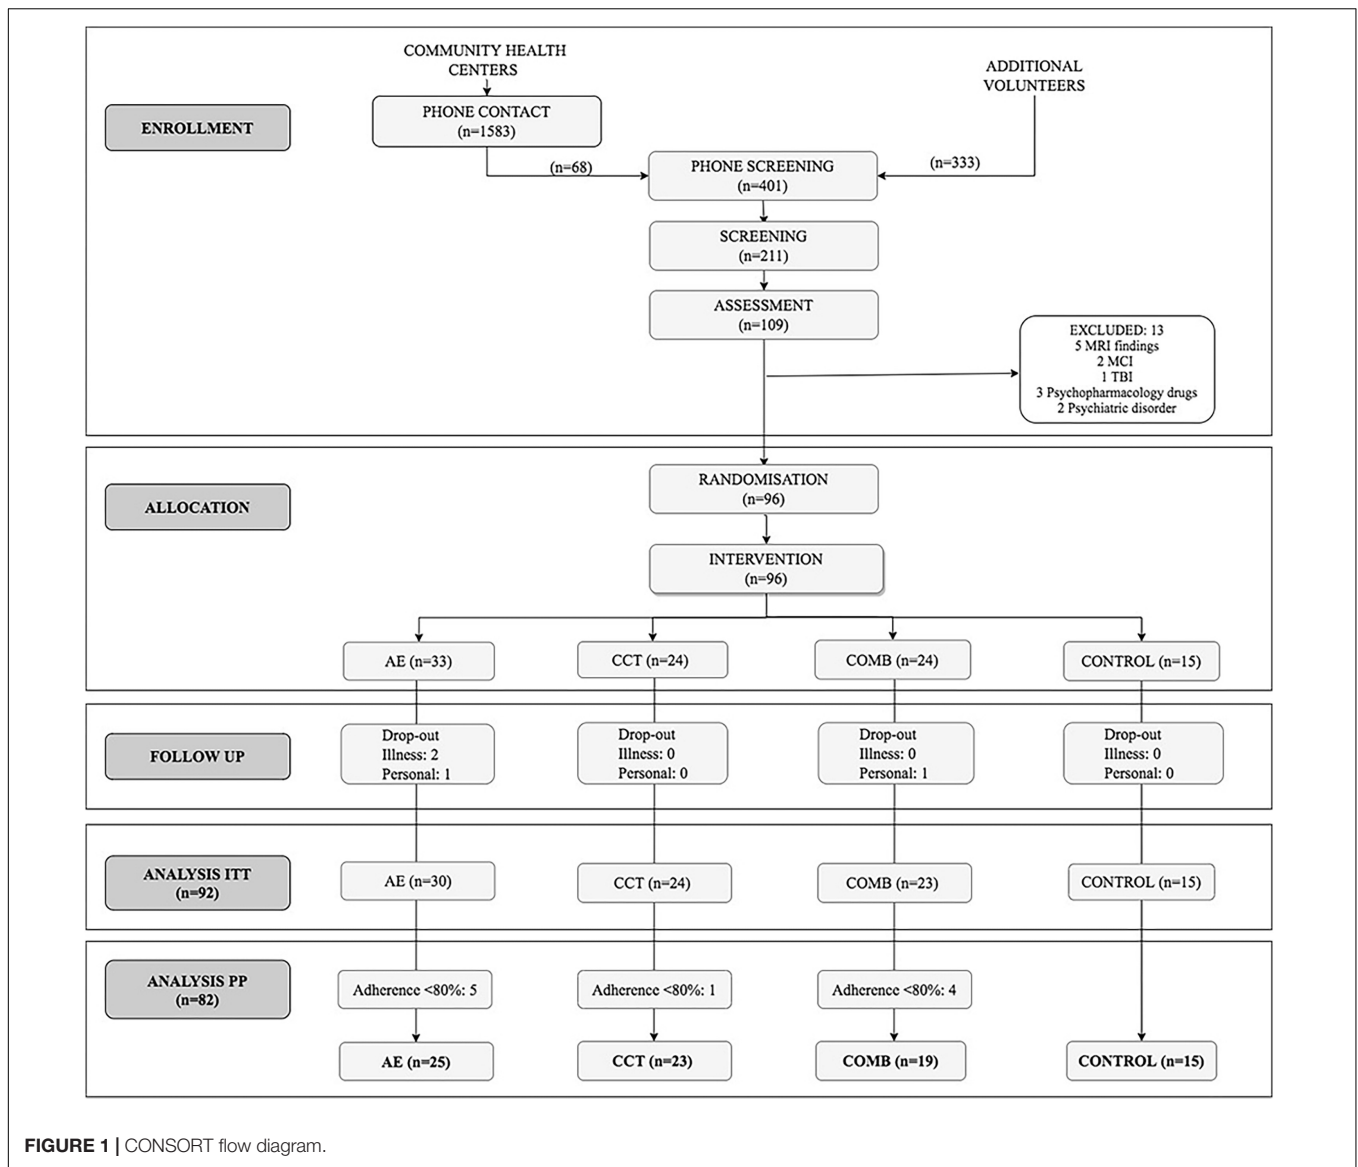 COMMUNITY HEALTH
CENTERS
ADDITIONAL
VOLUNTEERS
ENROLLMENT
PHONE CONTACT
(n=1583)
(n=68)
PHONE SCREENING
(n=401)
(n=333)
SCREENING
(n=211)
ASSESSMENT
(n=109)
EXCLUDED: 13
5 MRI findings
2 MCI
1 TBI
3 Psychopharmacology drugs
2 Psychiatric disorder
ALLOCATION
RANDOMISATION
(n=96)
INTERVENTION
(n=96)
AE (n=33)
CCT (n=24)
COMB (n=24)
CONTROL (n=15)
FOLLOW UP
Drop-out
Illness: 2
Personal: 1
Drop-out
Illness: 0
Personal: 0
Drop-out
Illness: 0
Personal: 1
Drop-out
Illness: 0
Personal: 0
ANALYSIS ITT
(n=92)
AE (n=30)
CCT (n=24)
COMB (n=23)
CONTROL (n=15)
ANALYSIS PP
(n=82)
Adherence <80%: 5
Adherence <80%: 1
Adherence <80%: 4
AE (n=25)
CCT (n=23)
COMB (n=19)
CONTROL (n=15)
FIGURE 1 | CONSORT flow diagram.